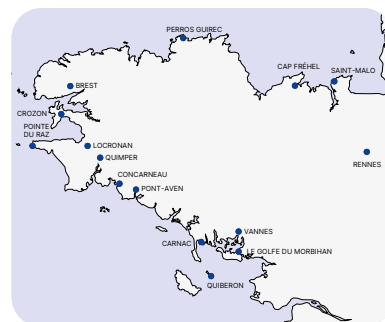 PERROS GUIREC
CAP FRÉHEL
SAINT-MALO
BREST
CROZON
POINTE
DU RAZ
LOCRONAN
RENNES
QUIMPER
CONCARNEAU
PONT-AVEN
VANNES
CARNAC
LE GOLFE DU MORBIHAN
QUIBERON